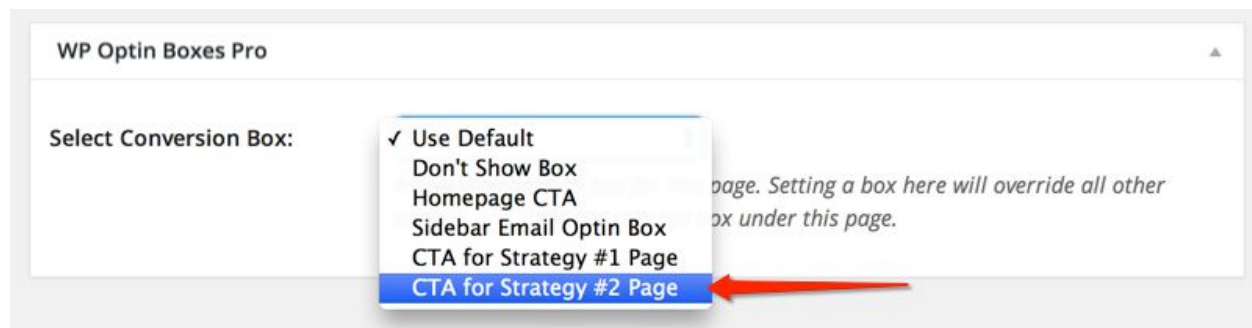 WP Optin Boxes Pro
Select Conversion Box:
✓ Use Default
Don't Show Box
Homepage CTA
Sidebar Email Optin Box
CTA for Strategy #1 Page
CTA for Strategy #2 Page
page. Setting a box here will override all other
box under this page.